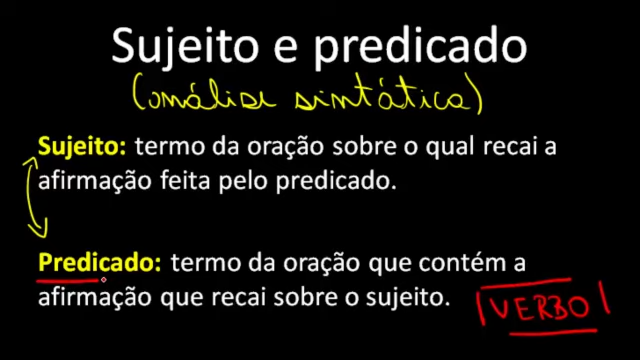 Sujeito e predicado
(análise sintática)
Sujeito: termo da oração sobre o qual recai a
afirmação feita pelo predicado.
Predicado: termo da oração que contém a
afirmação que recai sobre o sujeito.
VERBO